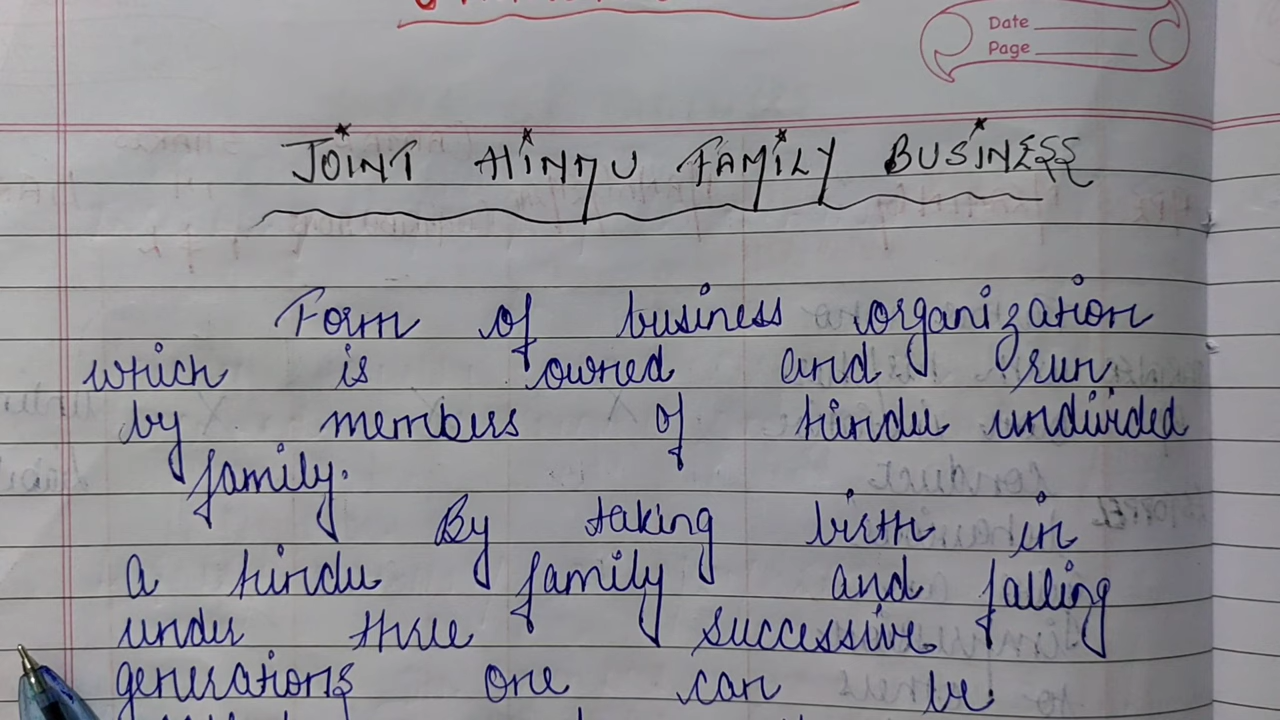 Date
Page
JOINT HINDU FAMILY BUSINESS
Form of business organization
which is owned and run
by members of hindu undivided
family.
By taking birth in
a hindu family and falling
under three successive
generations one can be